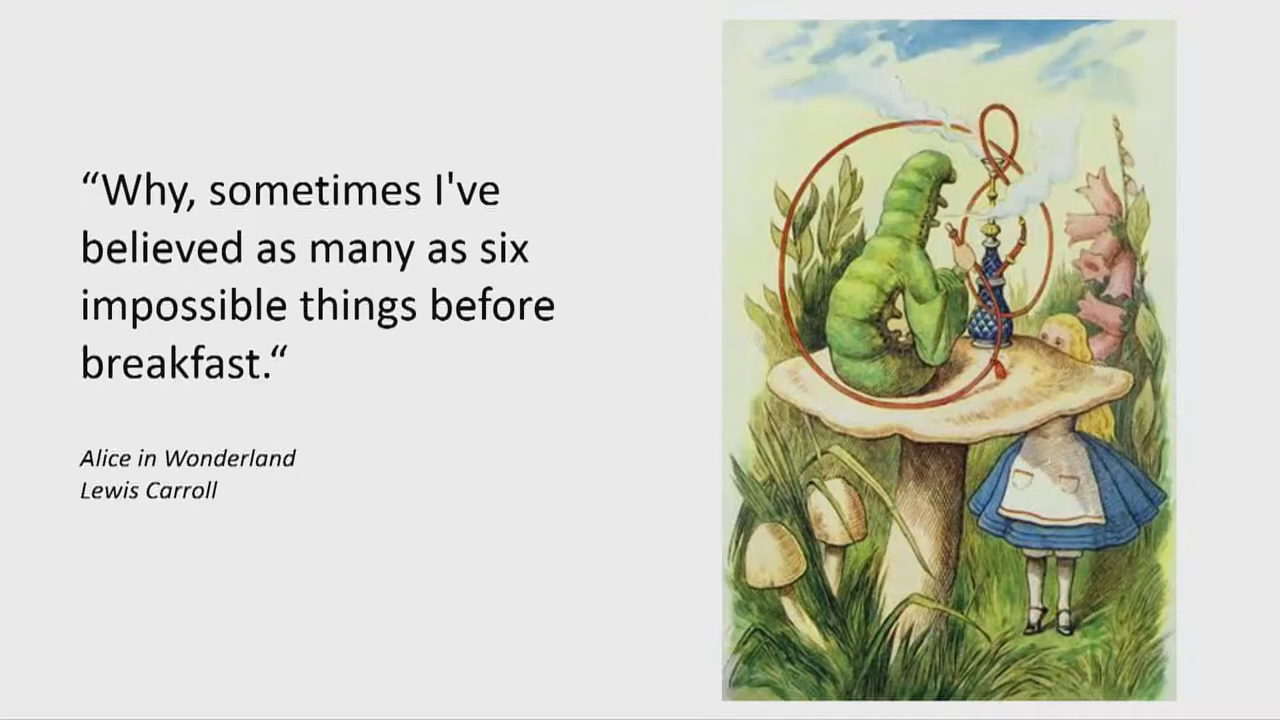 “Why, sometimes I've
believed as many as six
impossible things before
breakfast.“
Alice in Wonderland
Lewis Carroll